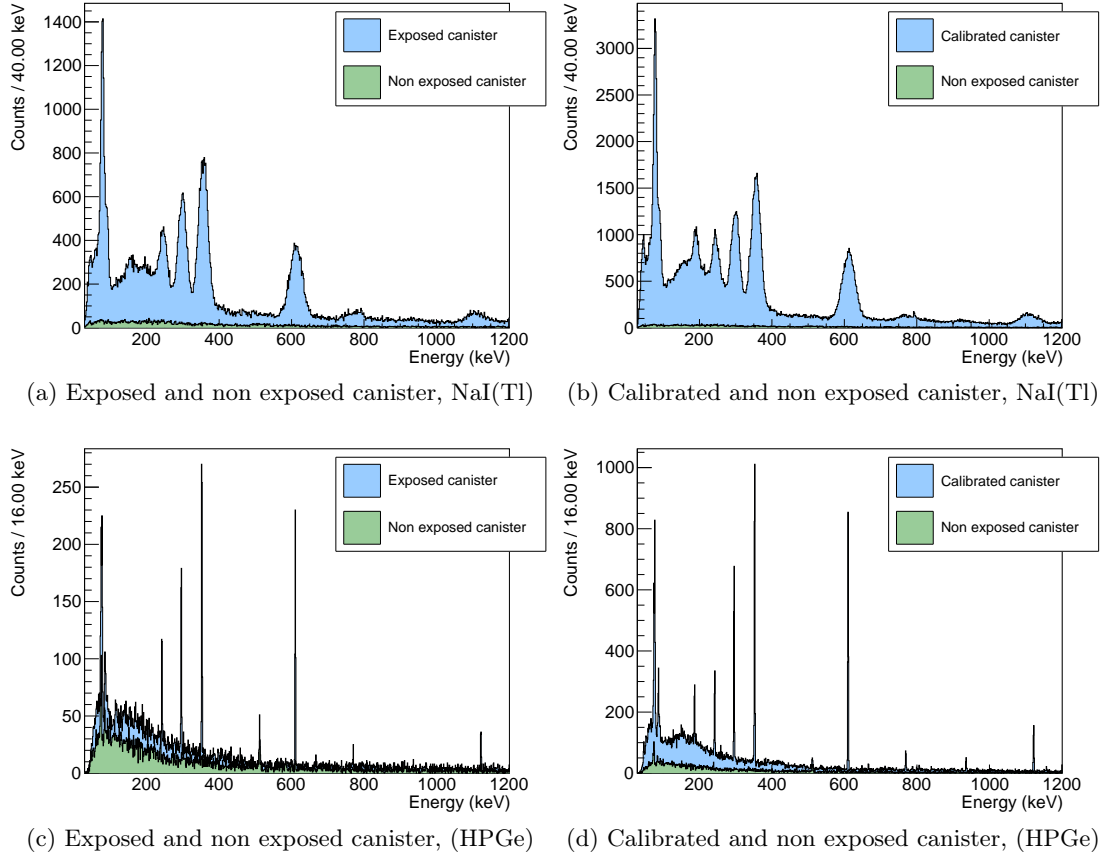 Counts / 40.00 keV
1400
1200
1000
800
600
400
200
0
200 400 600 800 1000 1200
Energy (keV)
Exposed canister
Non exposed canister
(a) Exposed and non exposed canister, NaI(Tl)
Counts / 40.00 keV
3000
2500
2000
1500
1000
500
0
200 400 600 800 1000 1200
Energy (keV)
Calibrated canister
Non exposed canister
(b) Calibrated and non exposed canister, NaI(Tl)
Counts / 16.00 keV
250
200
150
100
50
0
200 400 600 800 1000 1200
Energy (keV)
Exposed canister
Non exposed canister
(c) Exposed and non exposed canister, (HPGe)
Counts / 16.00 keV
1000
800
600
400
200
0
200 400 600 800 1000 1200
Energy (keV)
Calibrated canister
Non exposed canister
(d) Calibrated and non exposed canister, (HPGe)